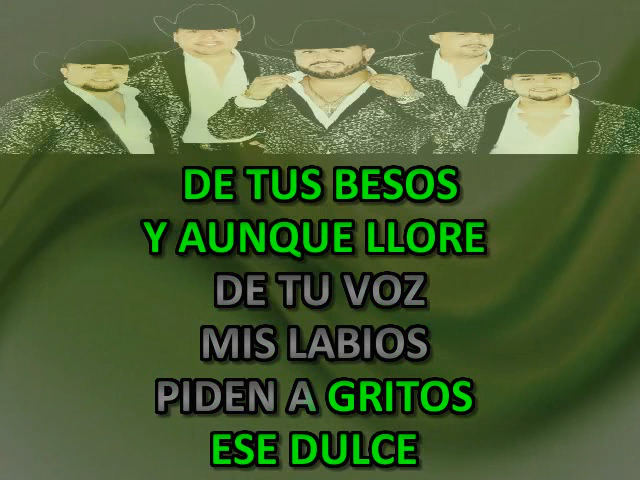 DE TUS BESOS
Y AUNQUE LLORE
DE TU VOZ
MIS LABIOS
PIDEN A GRITOS
ESE DULCE